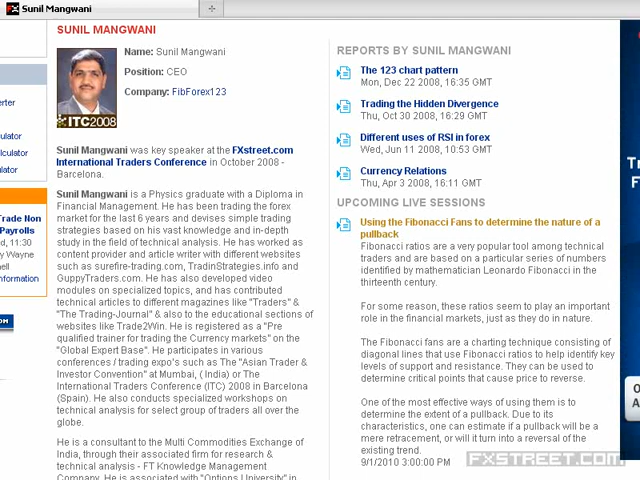 Sunil Mangwani
SUNIL MANGWANI
Name: Sunil Mangwani
Position: CEO
Company: FibForex123
ITC2008
Sunil Mangwani was key speaker at the FXstreet.com
International Traders Conference in October 2008 -
Barcelona.
Sunil Mangwani is a Physics graduate with a Diploma in
Financial Management. He has been trading the forex
market for the last 6 years and devises simple trading
strategies based on his vast knowledge and in-depth
study in the field of technical analysis. He has worked as
content provider and article writer with different websites
such as surefire-trading.com, TradinStrategies.info and
GuppyTraders.com. He has also developed video
modules on specialized topics, and has contributed
technical articles to different magazines like "Traders" &
"The Trading-Journal" & also to the educational sections of
websites like Trade2Win. He is registered as a "Pre
qualified trainer for trading the Currency markets" on the
"Global Expert Base". He participates in various
conferences / trading expo's such as The "Asian Trader &
Investor Convention" at Mumbai, ( India) or The
International Traders Conference (ITC) 2008 in Barcelona
(Spain). He also conducts specialized workshops on
technical analysis for select group of traders all over the
globe.
He is a consultant to the Multi Commodities Exchange of
India, through their associated firm for research &
technical analysis - FT Knowledge Management
Company. He is associated with "Options University" in
REPORTS BY SUNIL MANGWANI
The 123 chart pattern
Mon, Dec 22 2008, 16:35 GMT
Trading the Hidden Divergence
Thu, Oct 30 2008, 16:29 GMT
Different uses of RSI in forex
Wed, Jun 11 2008, 10:53 GMT
Currency Relations
Thu, Apr 3 2008, 16:11 GMT
UPCOMING LIVE SESSIONS
Using the Fibonacci Fans to determine the nature of a
pullback
Fibonacci ratios are a very popular tool among technical
traders and are based on a particular series of numbers
identified by mathematician Leonardo Fibonacci in the
thirteenth century.
For some reason, these ratios seem to play an important
role in the financial markets, just as they do in nature.
The Fibonacci fans are a charting technique consisting of
diagonal lines that use Fibonacci ratios to help identify key
levels of support and resistance. They can be used to
determine critical points that cause price to reverse.
One of the most effective ways of using them is to
determine the extent of a pullback. Due to its
characteristics, one can estimate if a pullback will be a
mere retracement, or will it turn into a reversal of the
existing trend.
9/1/2010 3:00:00 PM
FXSTREET.COM
rter
ulator
lculator
lator
Trade Non
Payrolls
d, 11:30
y Wayne
nell
information
OM
Tr
F
O
A